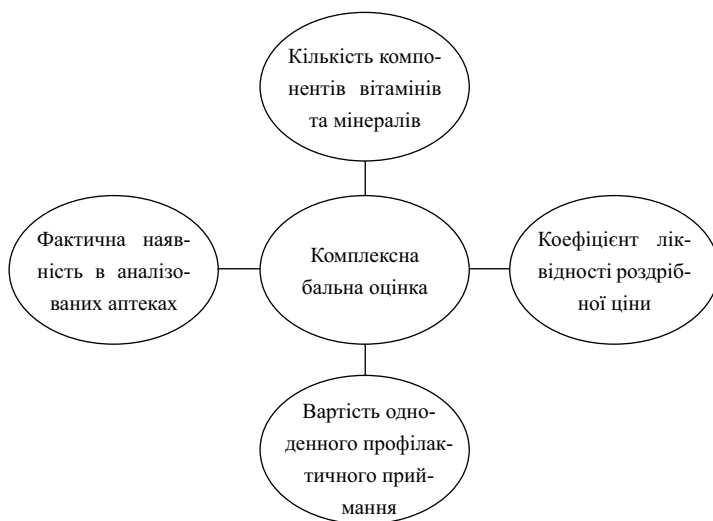 Кількість компо-
нентів вітамінів
та мінералів
Фактична наяв-
ність в аналізо-
ваних аптеках
Комплексна
бальна оцінка
Коефіцієнт лік-
відності роздріб-
ної ціни
Вартість одно-
денного профілак-
тичного прий-
мання